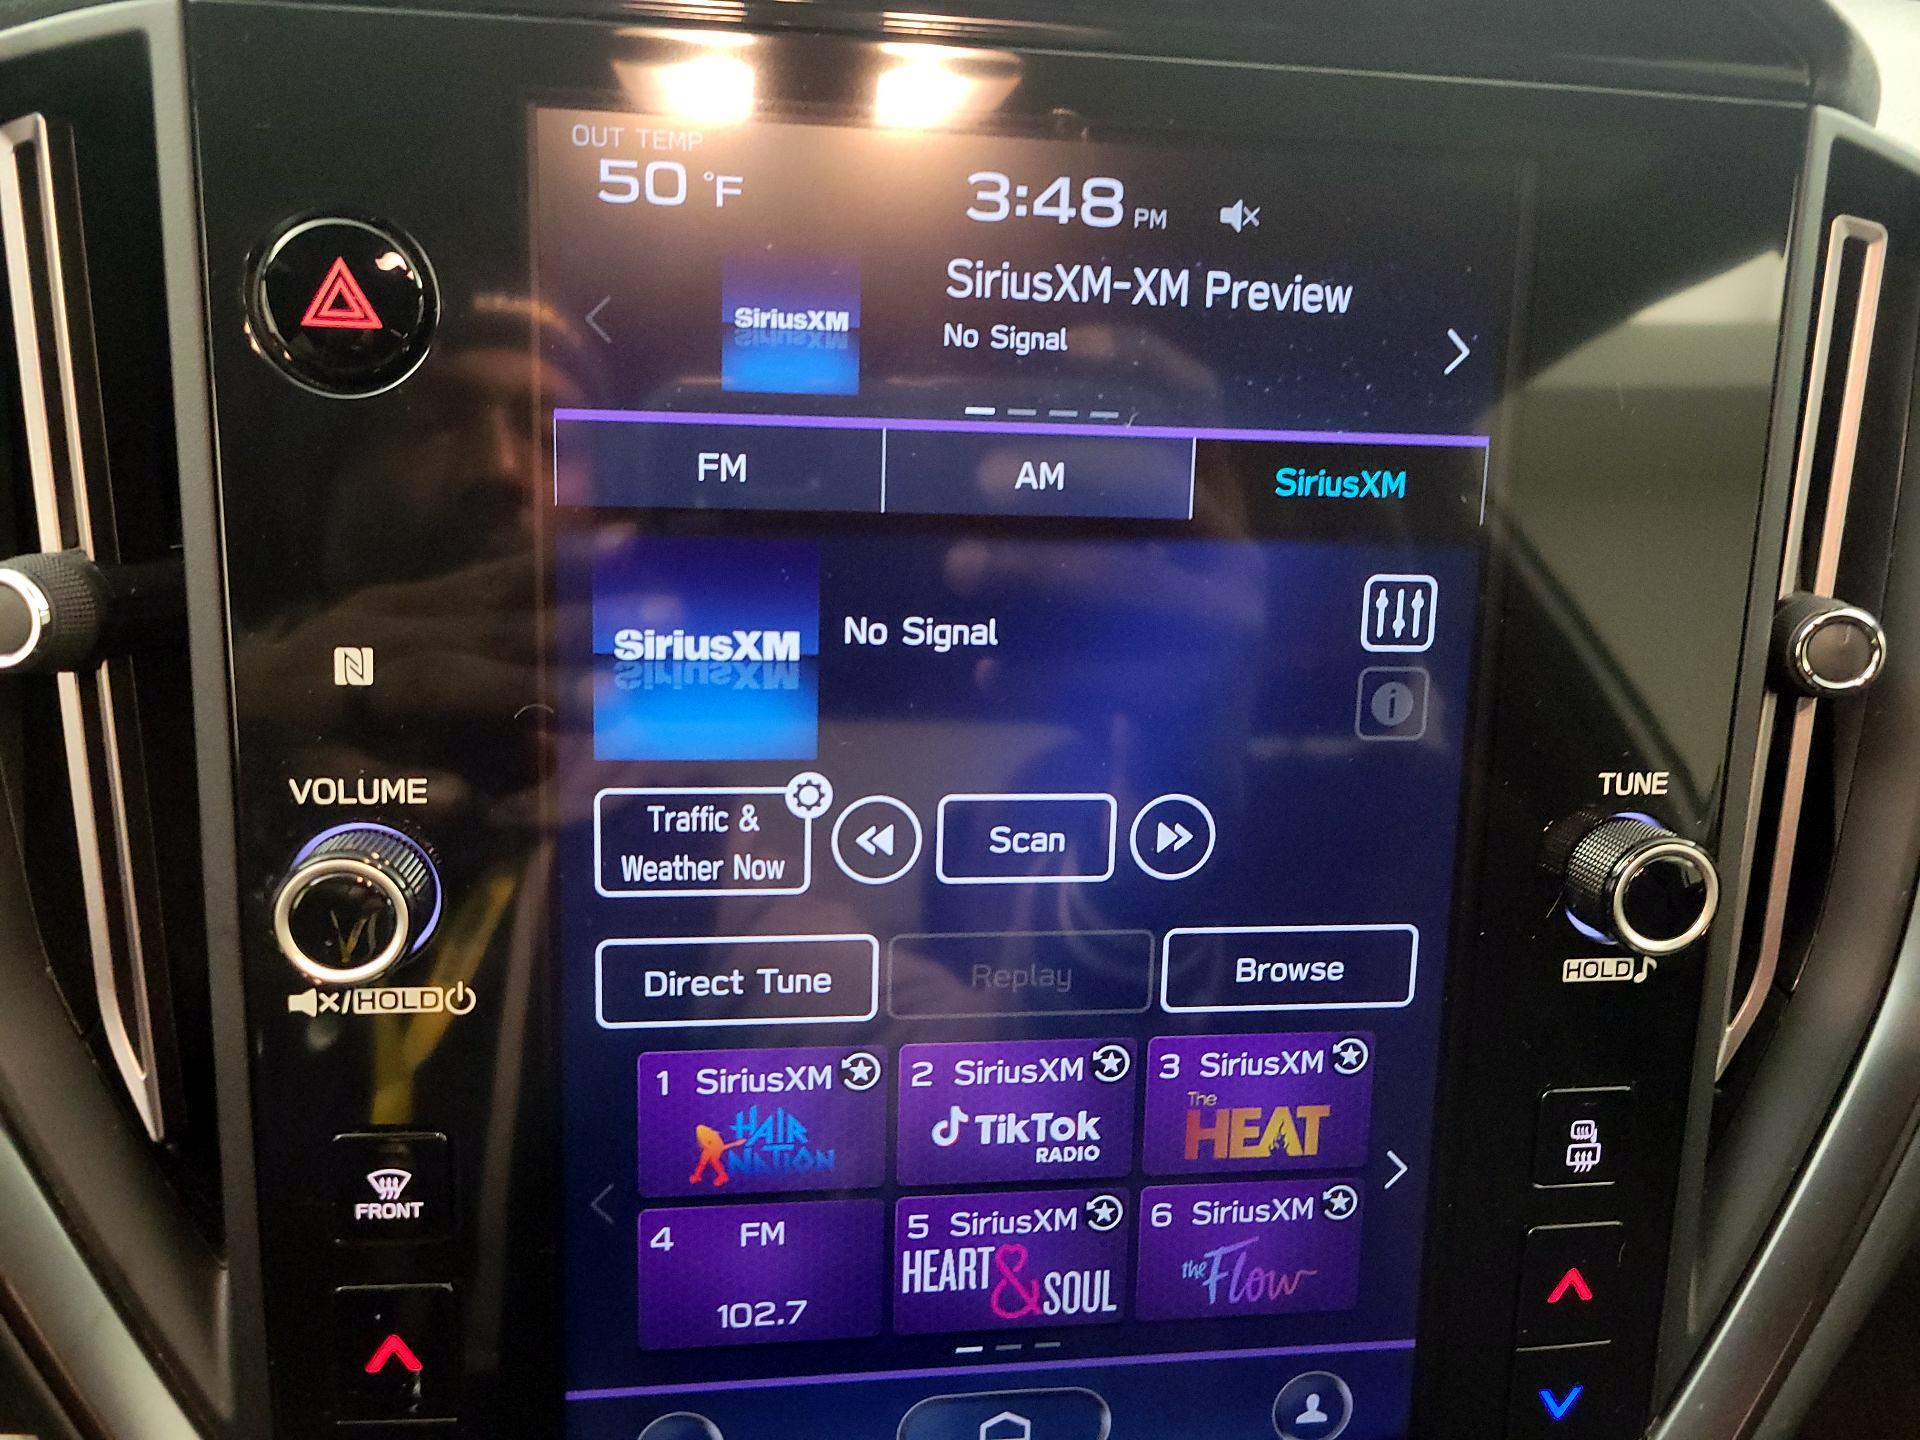 OUT TEMP
50 °F
3:48 PM
SiriusXM
SiriusXM-XM Preview
No Signal
FM
AM
SiriusXM
SiriusXM
No Signal
VOLUME
TUNE
Traffic &
Weather Now
Scan
Direct Tune
Replay
Browse
HOLD
HOLD
1 SiriusXM
HAIR
NATION
2 SiriusXM
TikTok
RADIO
3 SiriusXM
The
HEAT
4 FM
102.7
5 SiriusXM
HEART & SOUL
6 SiriusXM
the Flow
FRONT